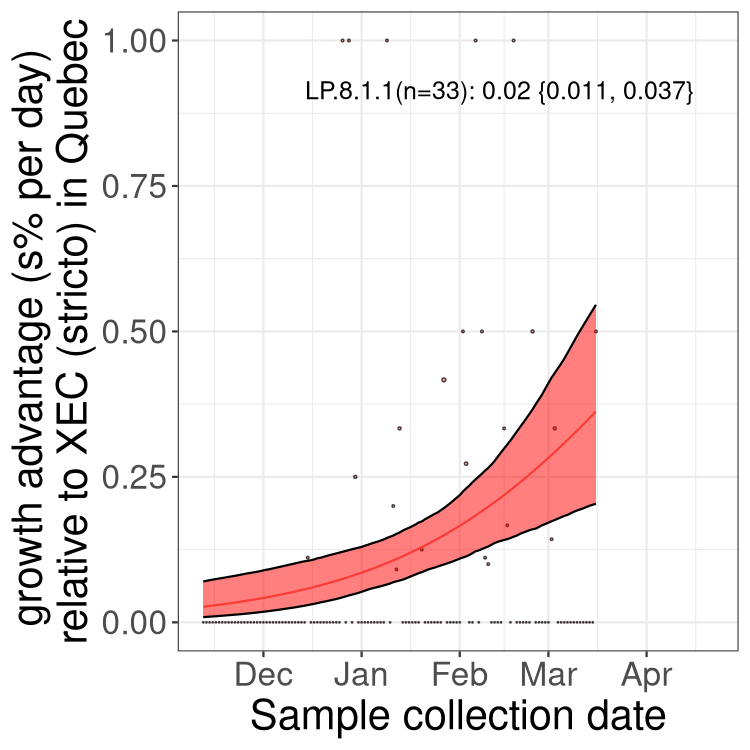 growth advantage (s% per day)
relative to XEC (stricto) in Quebec
1.00
0.75
0.50
0.25
0.00
LP.8.1.1(n=33): 0.02 {0.011, 0.037}
Dec Jan Feb Mar Apr
Sample collection date